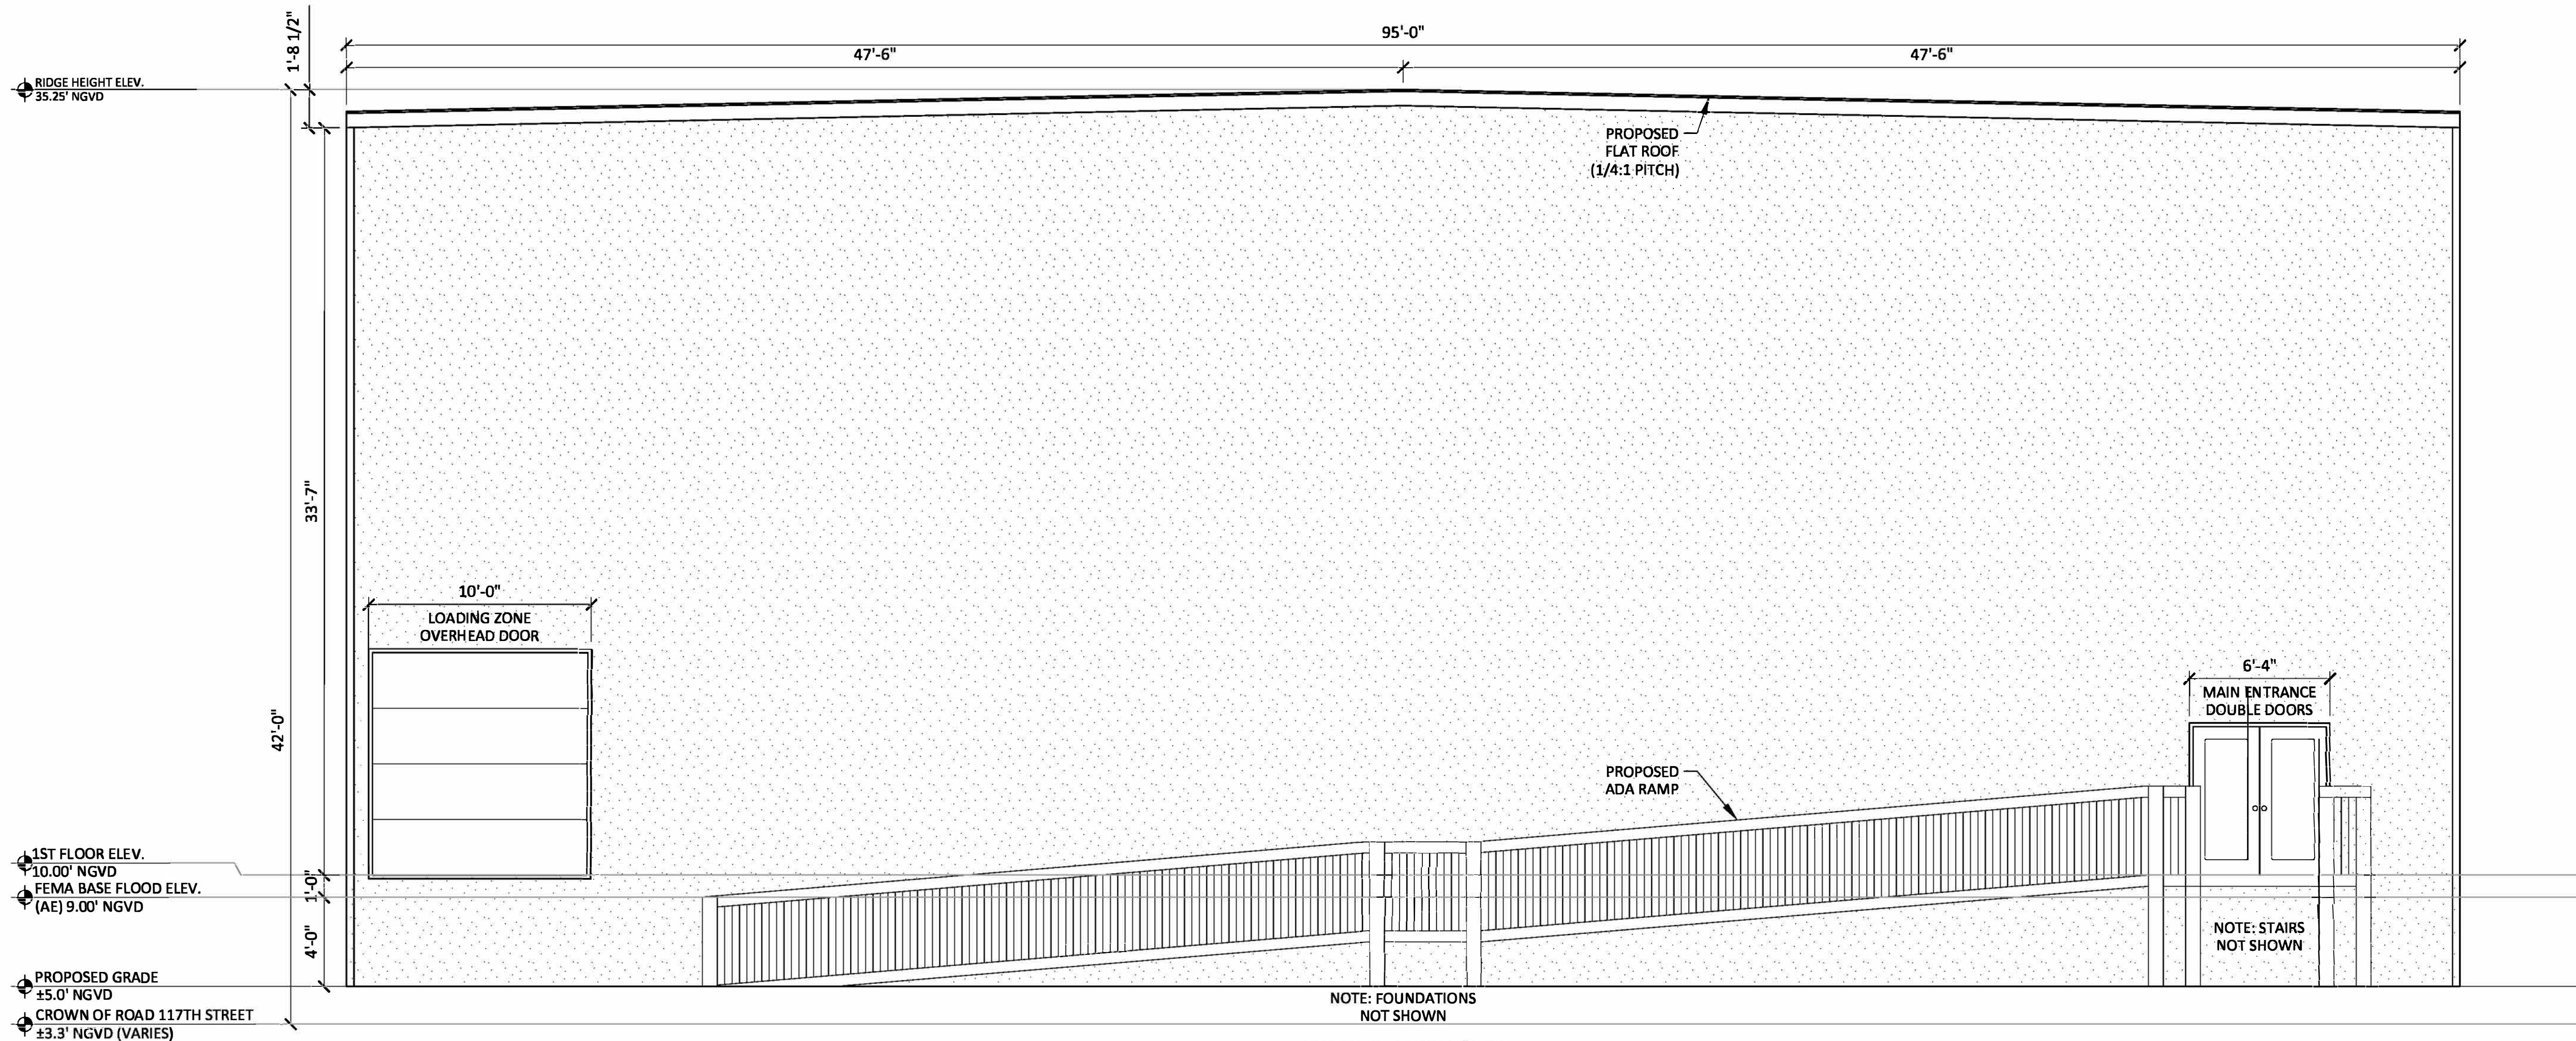 95'-0"
1'-8 1/2"
47'-6"
47'-6"
RIDGE HEIGHT ELEV.
35.25' NGVD
PROPOSED
FLAT ROOF
(1/4:1 PITCH)
33'-7"
10'-0"
LOADING ZONE
OVERHEAD DOOR
42'-0"
6'-4"
MAIN ENTRANCE
DOUBLE DOORS
PROPOSED
ADA RAMP
1ST FLOOR ELEV.
10.00' NGVD
1'-0"
FEMA BASE FLOOD ELEV.
(AE) 9.00' NGVD
4'-0"
NOTE: STAIRS
NOT SHOWN
PROPOSED GRADE
±5.0' NGVD
NOTE: FOUNDATIONS
NOT SHOWN
CROWN OF ROAD 117TH STREET
±3.3' NGVD (VARIES)